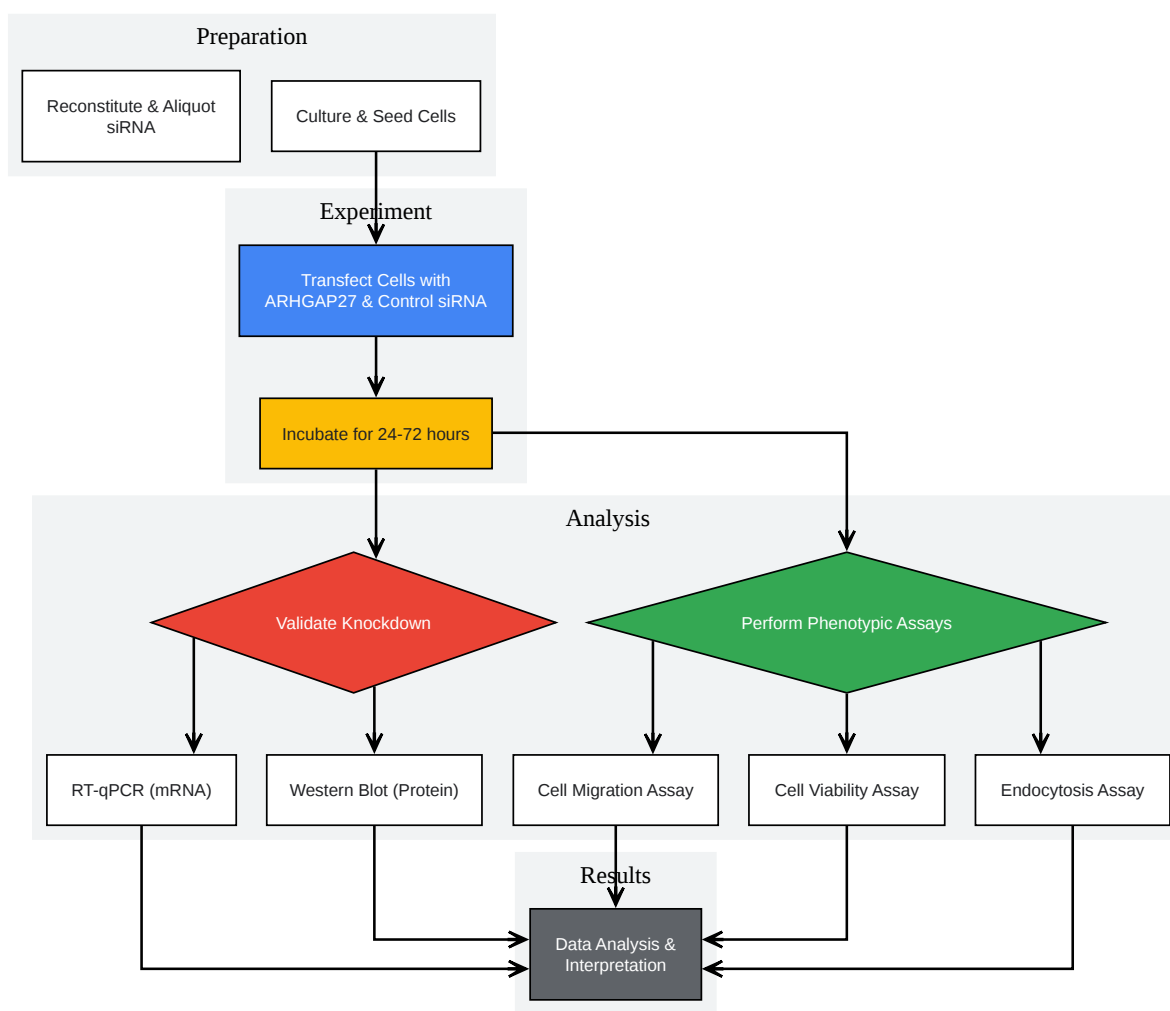 Preparation
Reconstitute & Aliquot
siRNA
Culture & Seed Cells
Experiment
Transfect Cells with
ARHGAP27 & Control siRNA
Incubate for 24-72 hours
Analysis
Validate Knockdown
Perform Phenotypic Assays
RT-qPCR (mRNA)
Western Blot (Protein)
Cell Migration Assay
Cell Viability Assay
Endocytosis Assay
Results
Data Analysis &
Interpretation